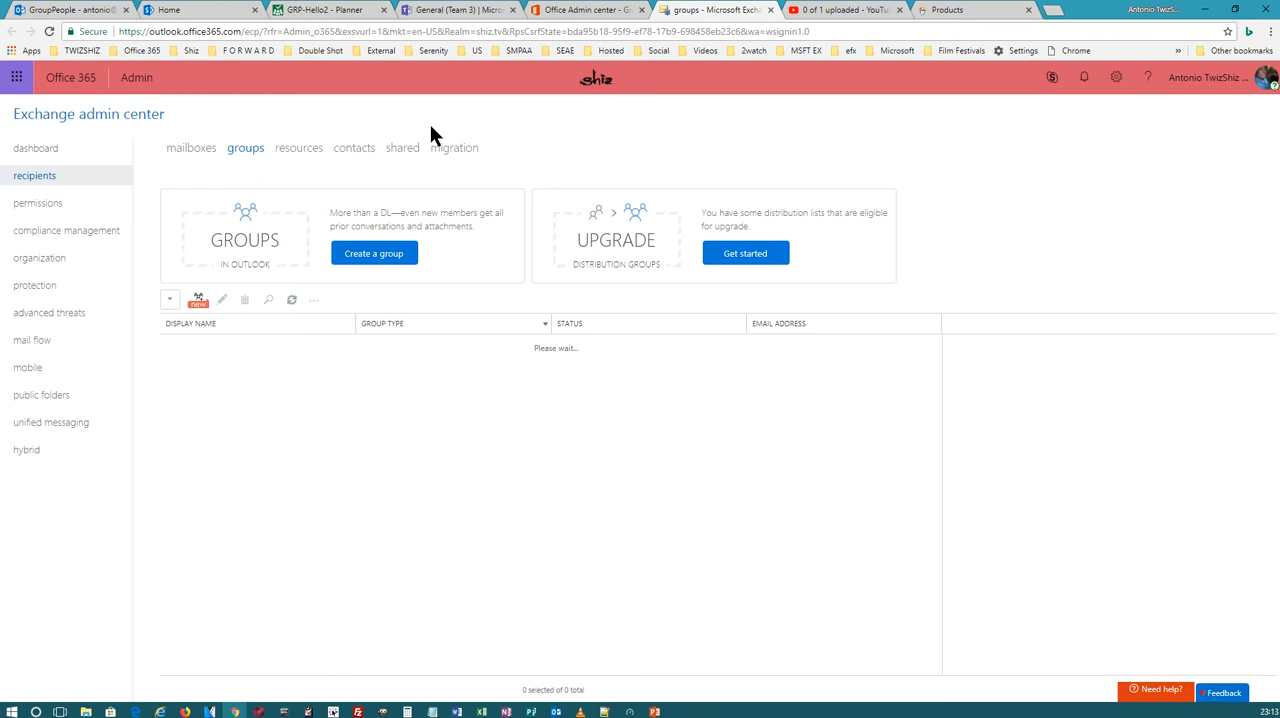 GroupPeople - antonio@
Home
GRP-Hello2 - Planner
General (Team 3) | Micros
Office Admin center - Gr
groups - Microsoft Excha
0 of 1 uploaded - YouTu
Products
Antonio TwizS...
Secure
https://outlook.office365.com/ecp/?rfr=Admin_o365&exsvurl=1&mkt=en-US&Realm=shiz.tv&RpsCsrfState=bda95b18-95f9-ef78-17b9-698458eb23c6&wa=wsignin1.0
Apps TWIZSHIZ Office 365 Shiz F O R W A R D Double Shot External Serenity US SMPAA SEAE Hosted Social Videos 2watch MSFT EX efx Microsoft Film Festivals Settings Chrome » Other bookmarks
Office 365 Admin shiz ? Antonio TwizShiz ...
Exchange admin center
dashboard
recipients
permissions
compliance management
organization
protection
advanced threats
mail flow
mobile
public folders
unified messaging
hybrid
mailboxes groups resources contacts shared migration
GROUPS
IN OUTLOOK
More than a DL—even new members get all
prior conversations and attachments.
Create a group
UPGRADE
DISTRIBUTION GROUPS
You have some distribution lists that are eligible
for upgrade.
Get started
new
DISPLAY NAME GROUP TYPE STATUS EMAIL ADDRESS
Please wait...
0 selected of 0 total
Need help?
Feedback
23:13